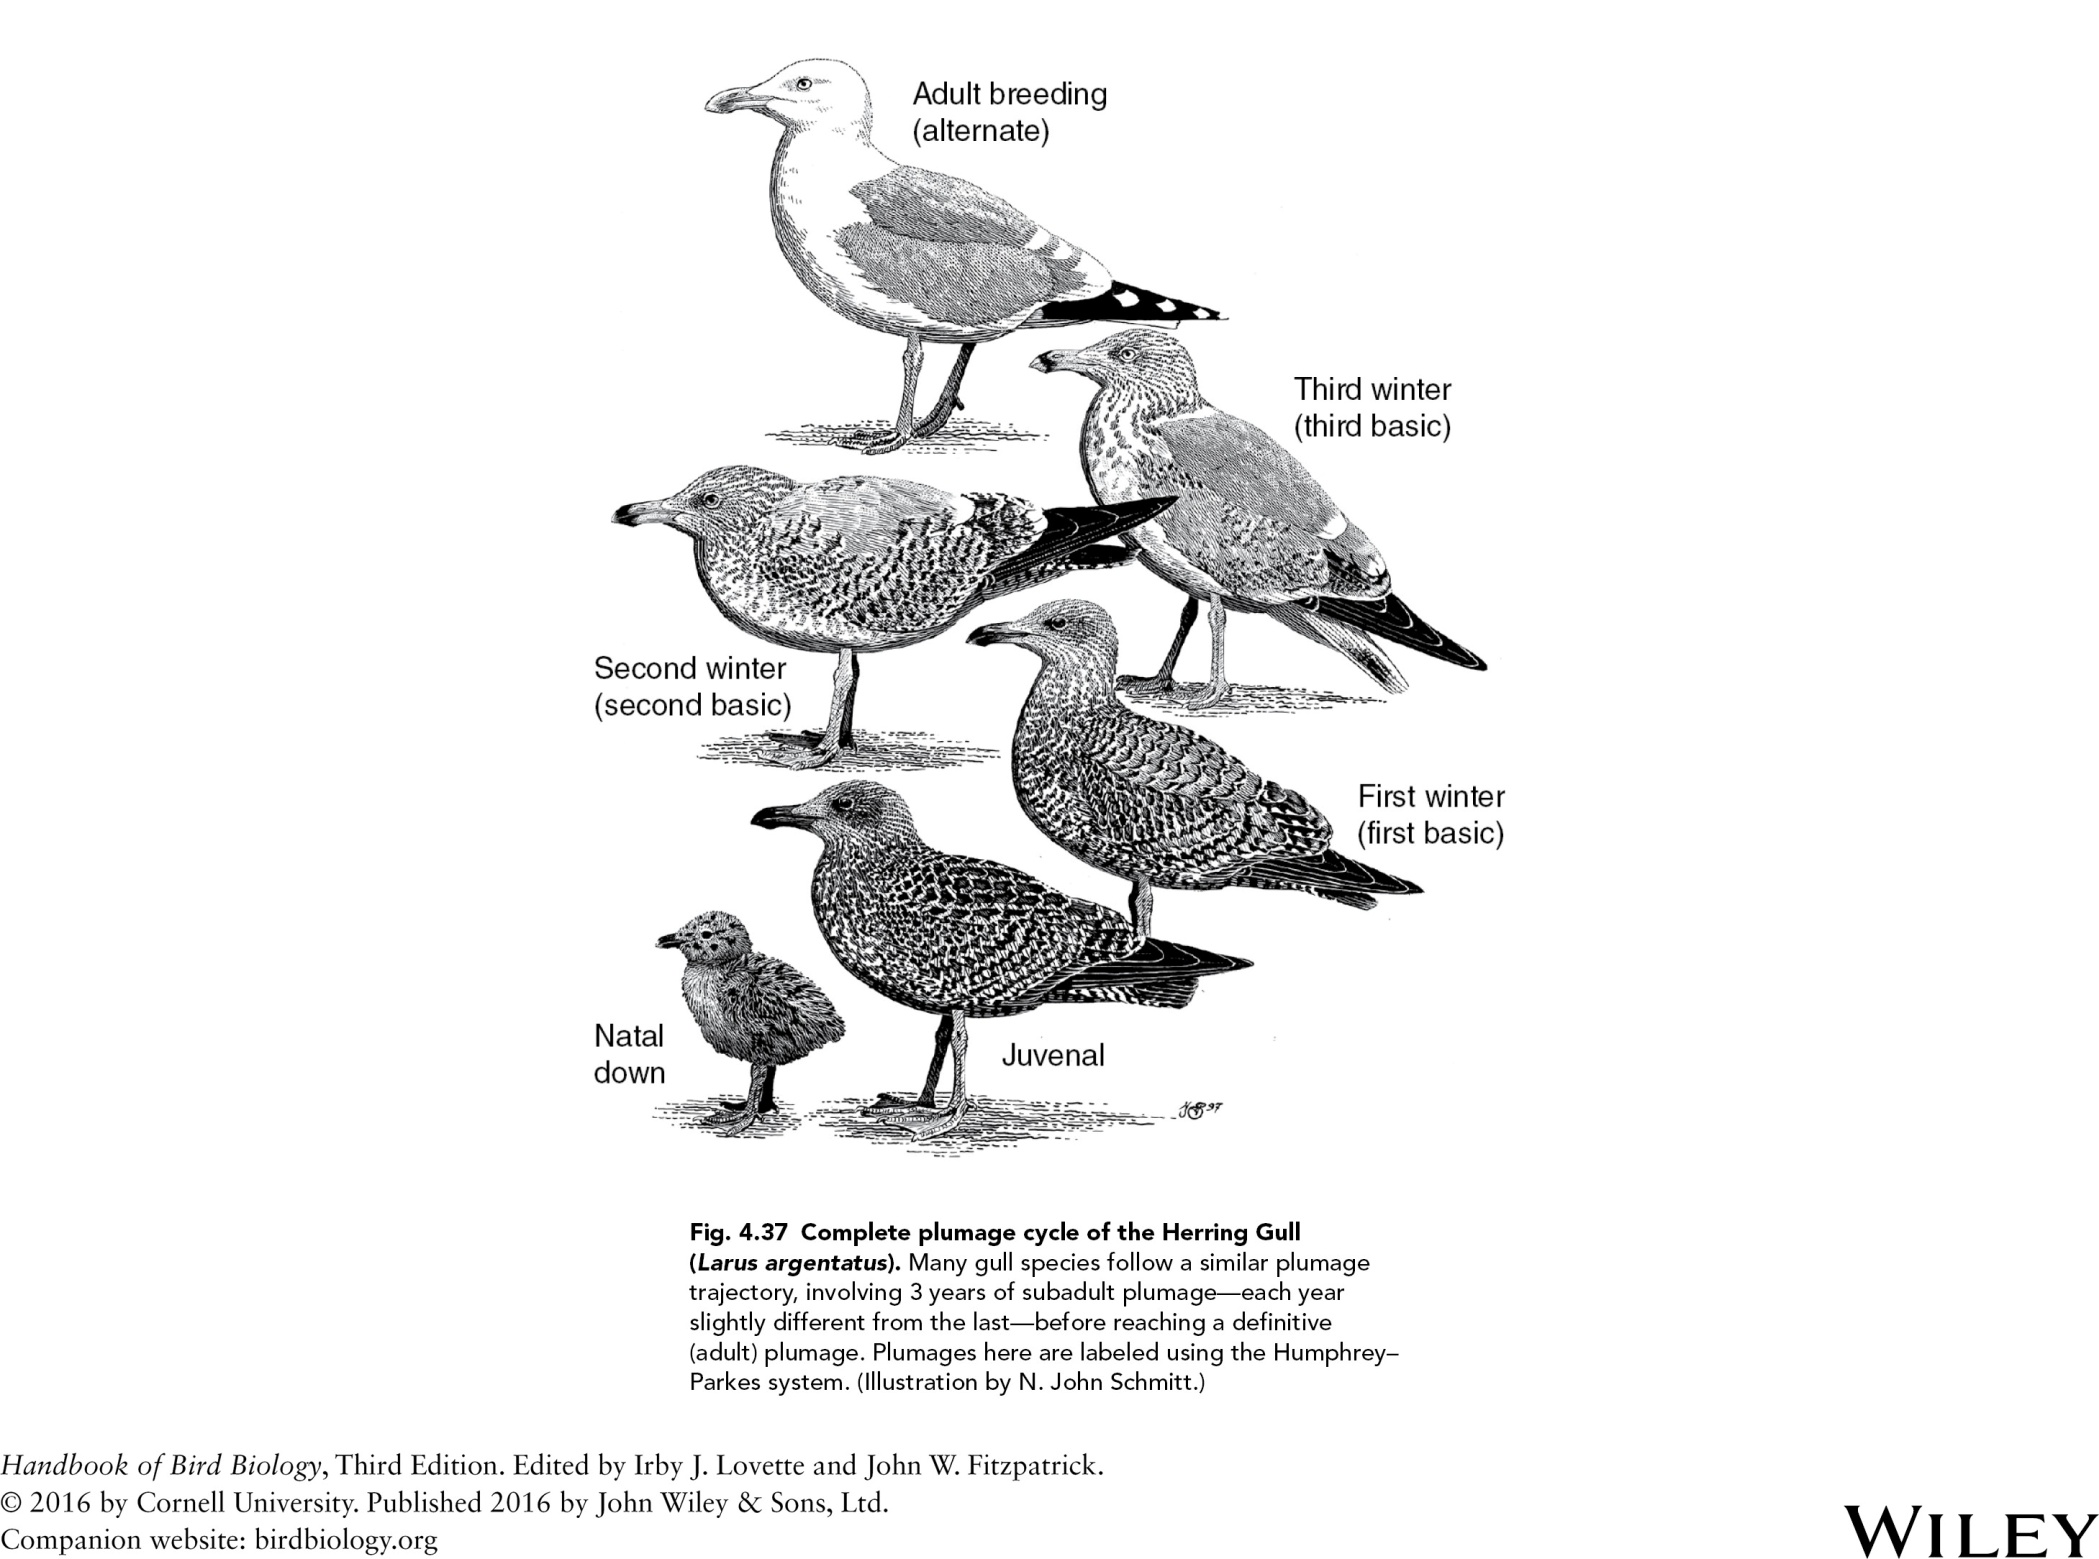 Adult breeding
(alternate)
Third winter
(third basic)
Second winter
(second basic)
First winter
(first basic)
Natal
down
Juvenal
Fig. 4.37 Complete plumage cycle of the Herring Gull
(Larus argentatus). Many gull species follow a similar plumage
trajectory, involving 3 years of subadult plumage—each year
slightly different from the last—before reaching a definitive
(adult) plumage. Plumages here are labeled using the Humphrey–
Parkes system. (Illustration by N. John Schmitt.)
Handbook of Bird Biology, Third Edition. Edited by Irby J. Lovette and John W. Fitzpatrick.
© 2016 by Cornell University. Published 2016 by John Wiley & Sons, Ltd.
Companion website: birdbiology.org
WILEY